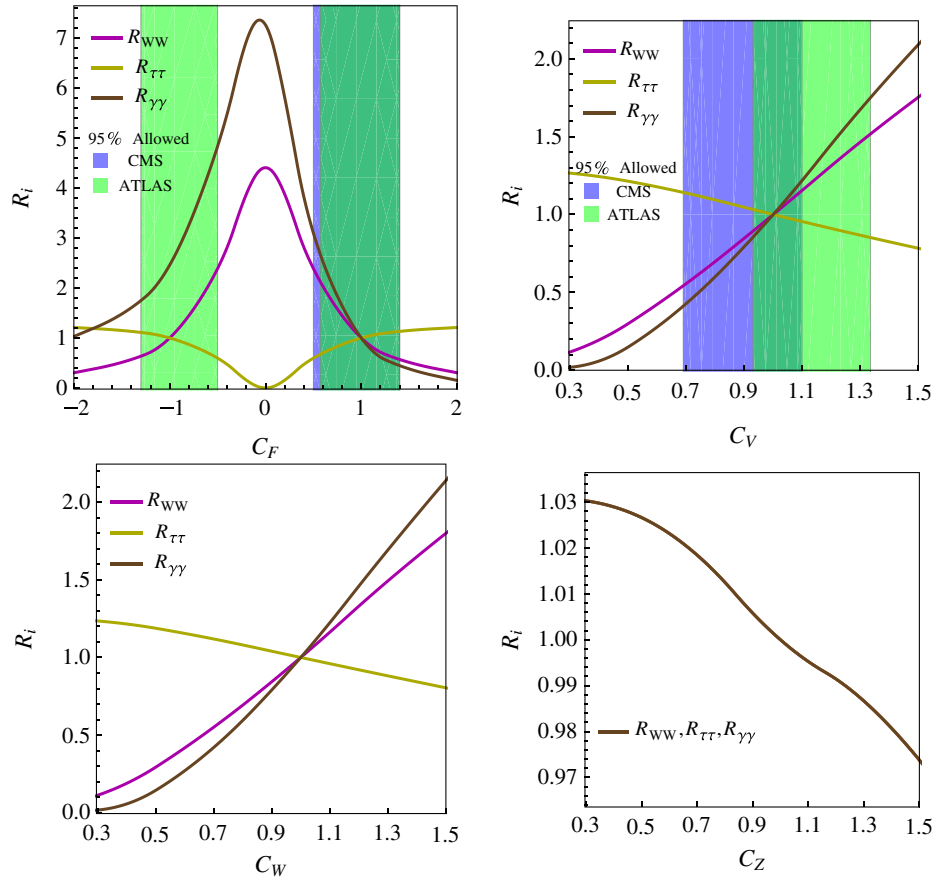 7
6
5
4
3
2
1
0
R_i
R_WW
R_ττ
R_γγ
95% Allowed
CMS
ATLAS
−2 −1 0 1 2
C_F
2.0
1.5
1.0
0.5
0.0
R_i
R_WW
R_ττ
R_γγ
95% Allowed
CMS
ATLAS
0.3 0.5 0.7 0.9 1.1 1.3 1.5
C_V
2.0
1.5
1.0
0.5
0.0
R_i
R_WW
R_ττ
R_γγ
0.3 0.5 0.7 0.9 1.1 1.3 1.5
C_W
1.03
1.02
1.01
1.00
0.99
0.98
0.97
R_i
R_WW,R_ττ,R_γγ
0.3 0.5 0.7 0.9 1.1 1.3 1.5
C_Z